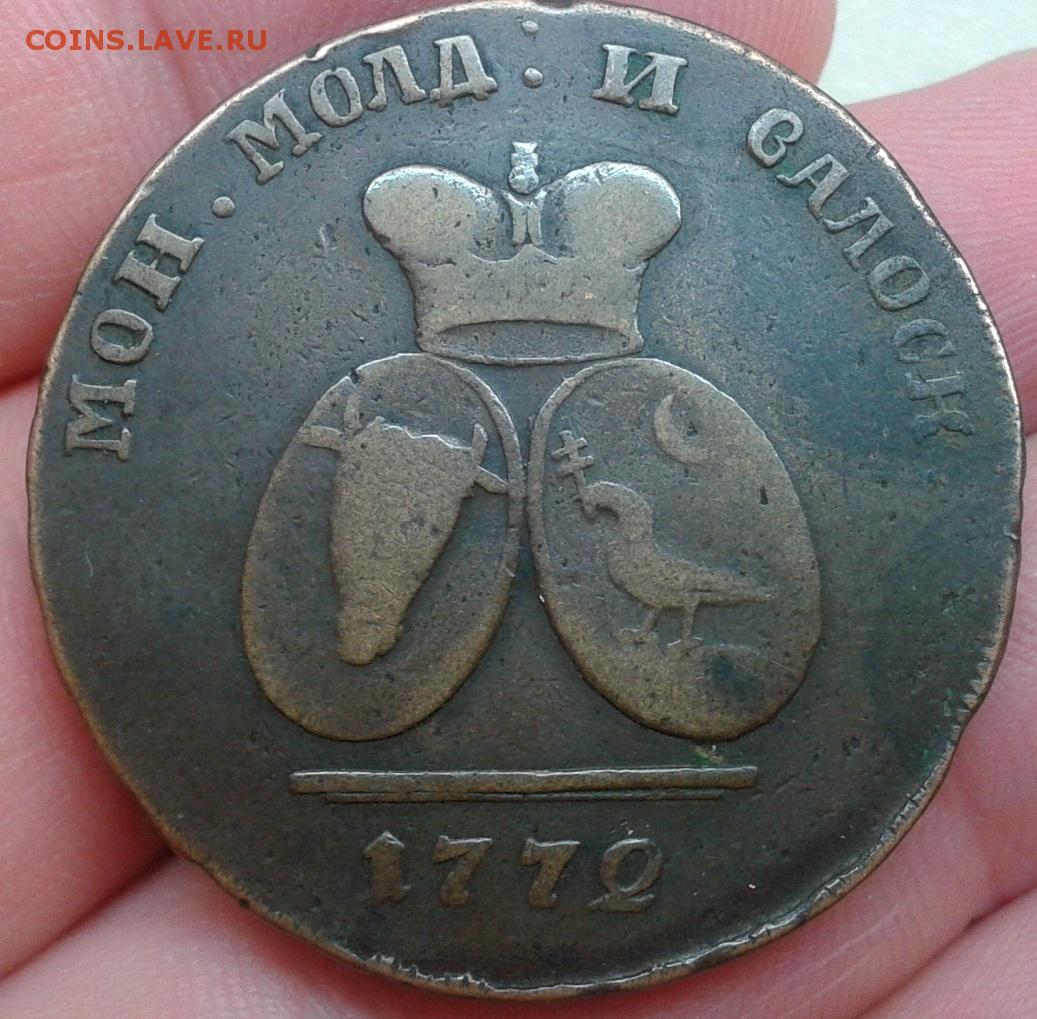 COINS.LAVE.RU
МОН. МОЛД: И ВАЛОСК
1772